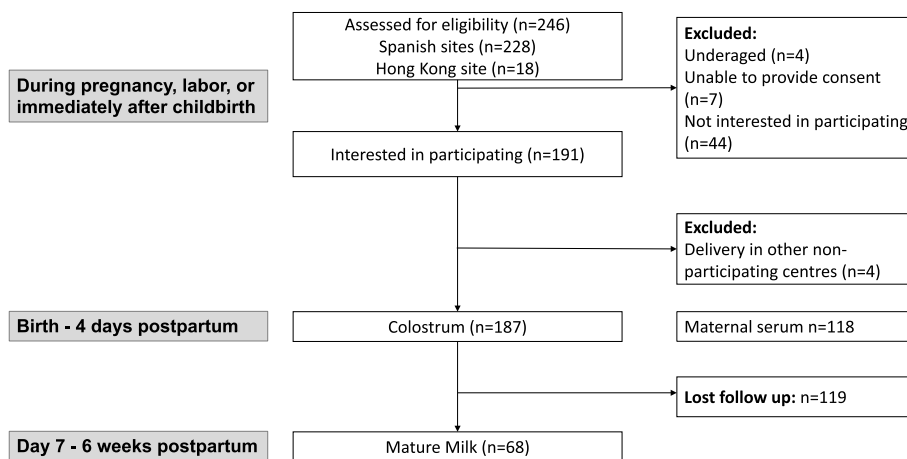 Assessed for eligibility (n=246)
Spanish sites (n=228)
Hong Kong site (n=18)
Excluded:
Underaged (n=4)
Unable to provide consent
(n=7)
Not interested in participating
(n=44)
During pregnancy, labor, or
immediately after childbirth
Interested in participating (n=191)
Excluded:
Delivery in other non-
participating centres (n=4)
Birth - 4 days postpartum
Colostrum (n=187)
Maternal serum n=118
Lost follow up: n=119
Day 7 - 6 weeks postpartum
Mature Milk (n=68)